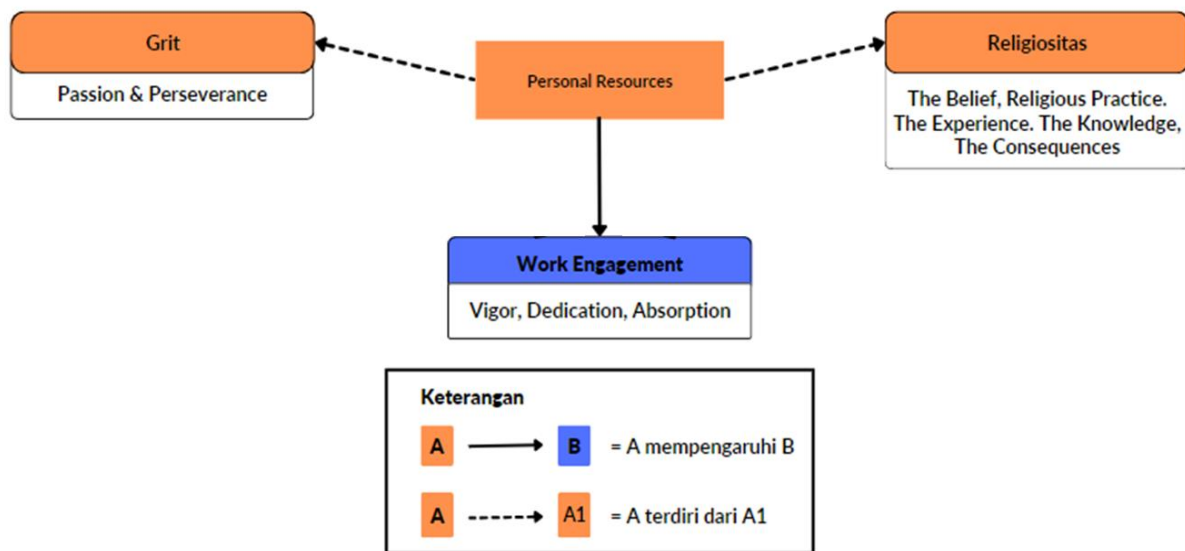 Grit
Passion & Perseverance
Personal Resources
Religiositas
The Belief, Religious Practice.
The Experience. The Knowledge,
The Consequences
Work Engagement
Vigor, Dedication, Absorption
Keterangan
A B = A mempengaruhi B
A A1 = A terdiri dari A1